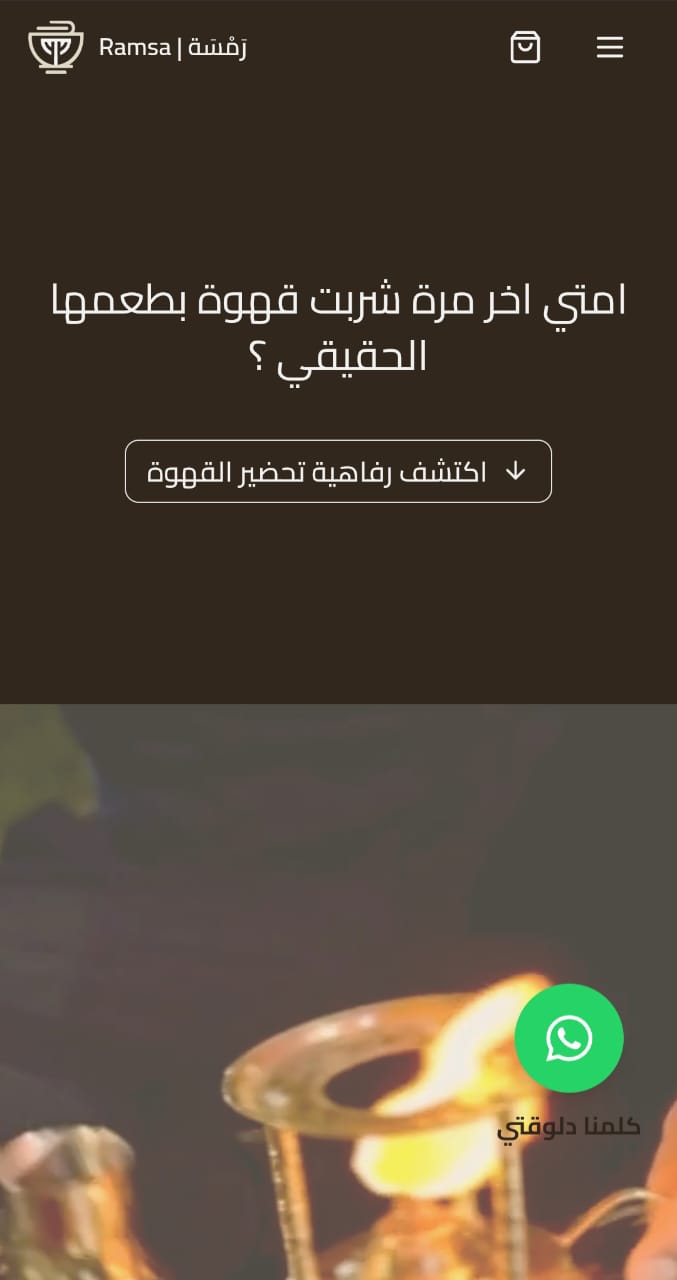 رَمْسَة | Ramsa
امتي اخر مرة شربت قهوة بطعمها
الحقيقي ؟
اكتشف رفاهية تحضير القهوة
كلمنا دلوقتي